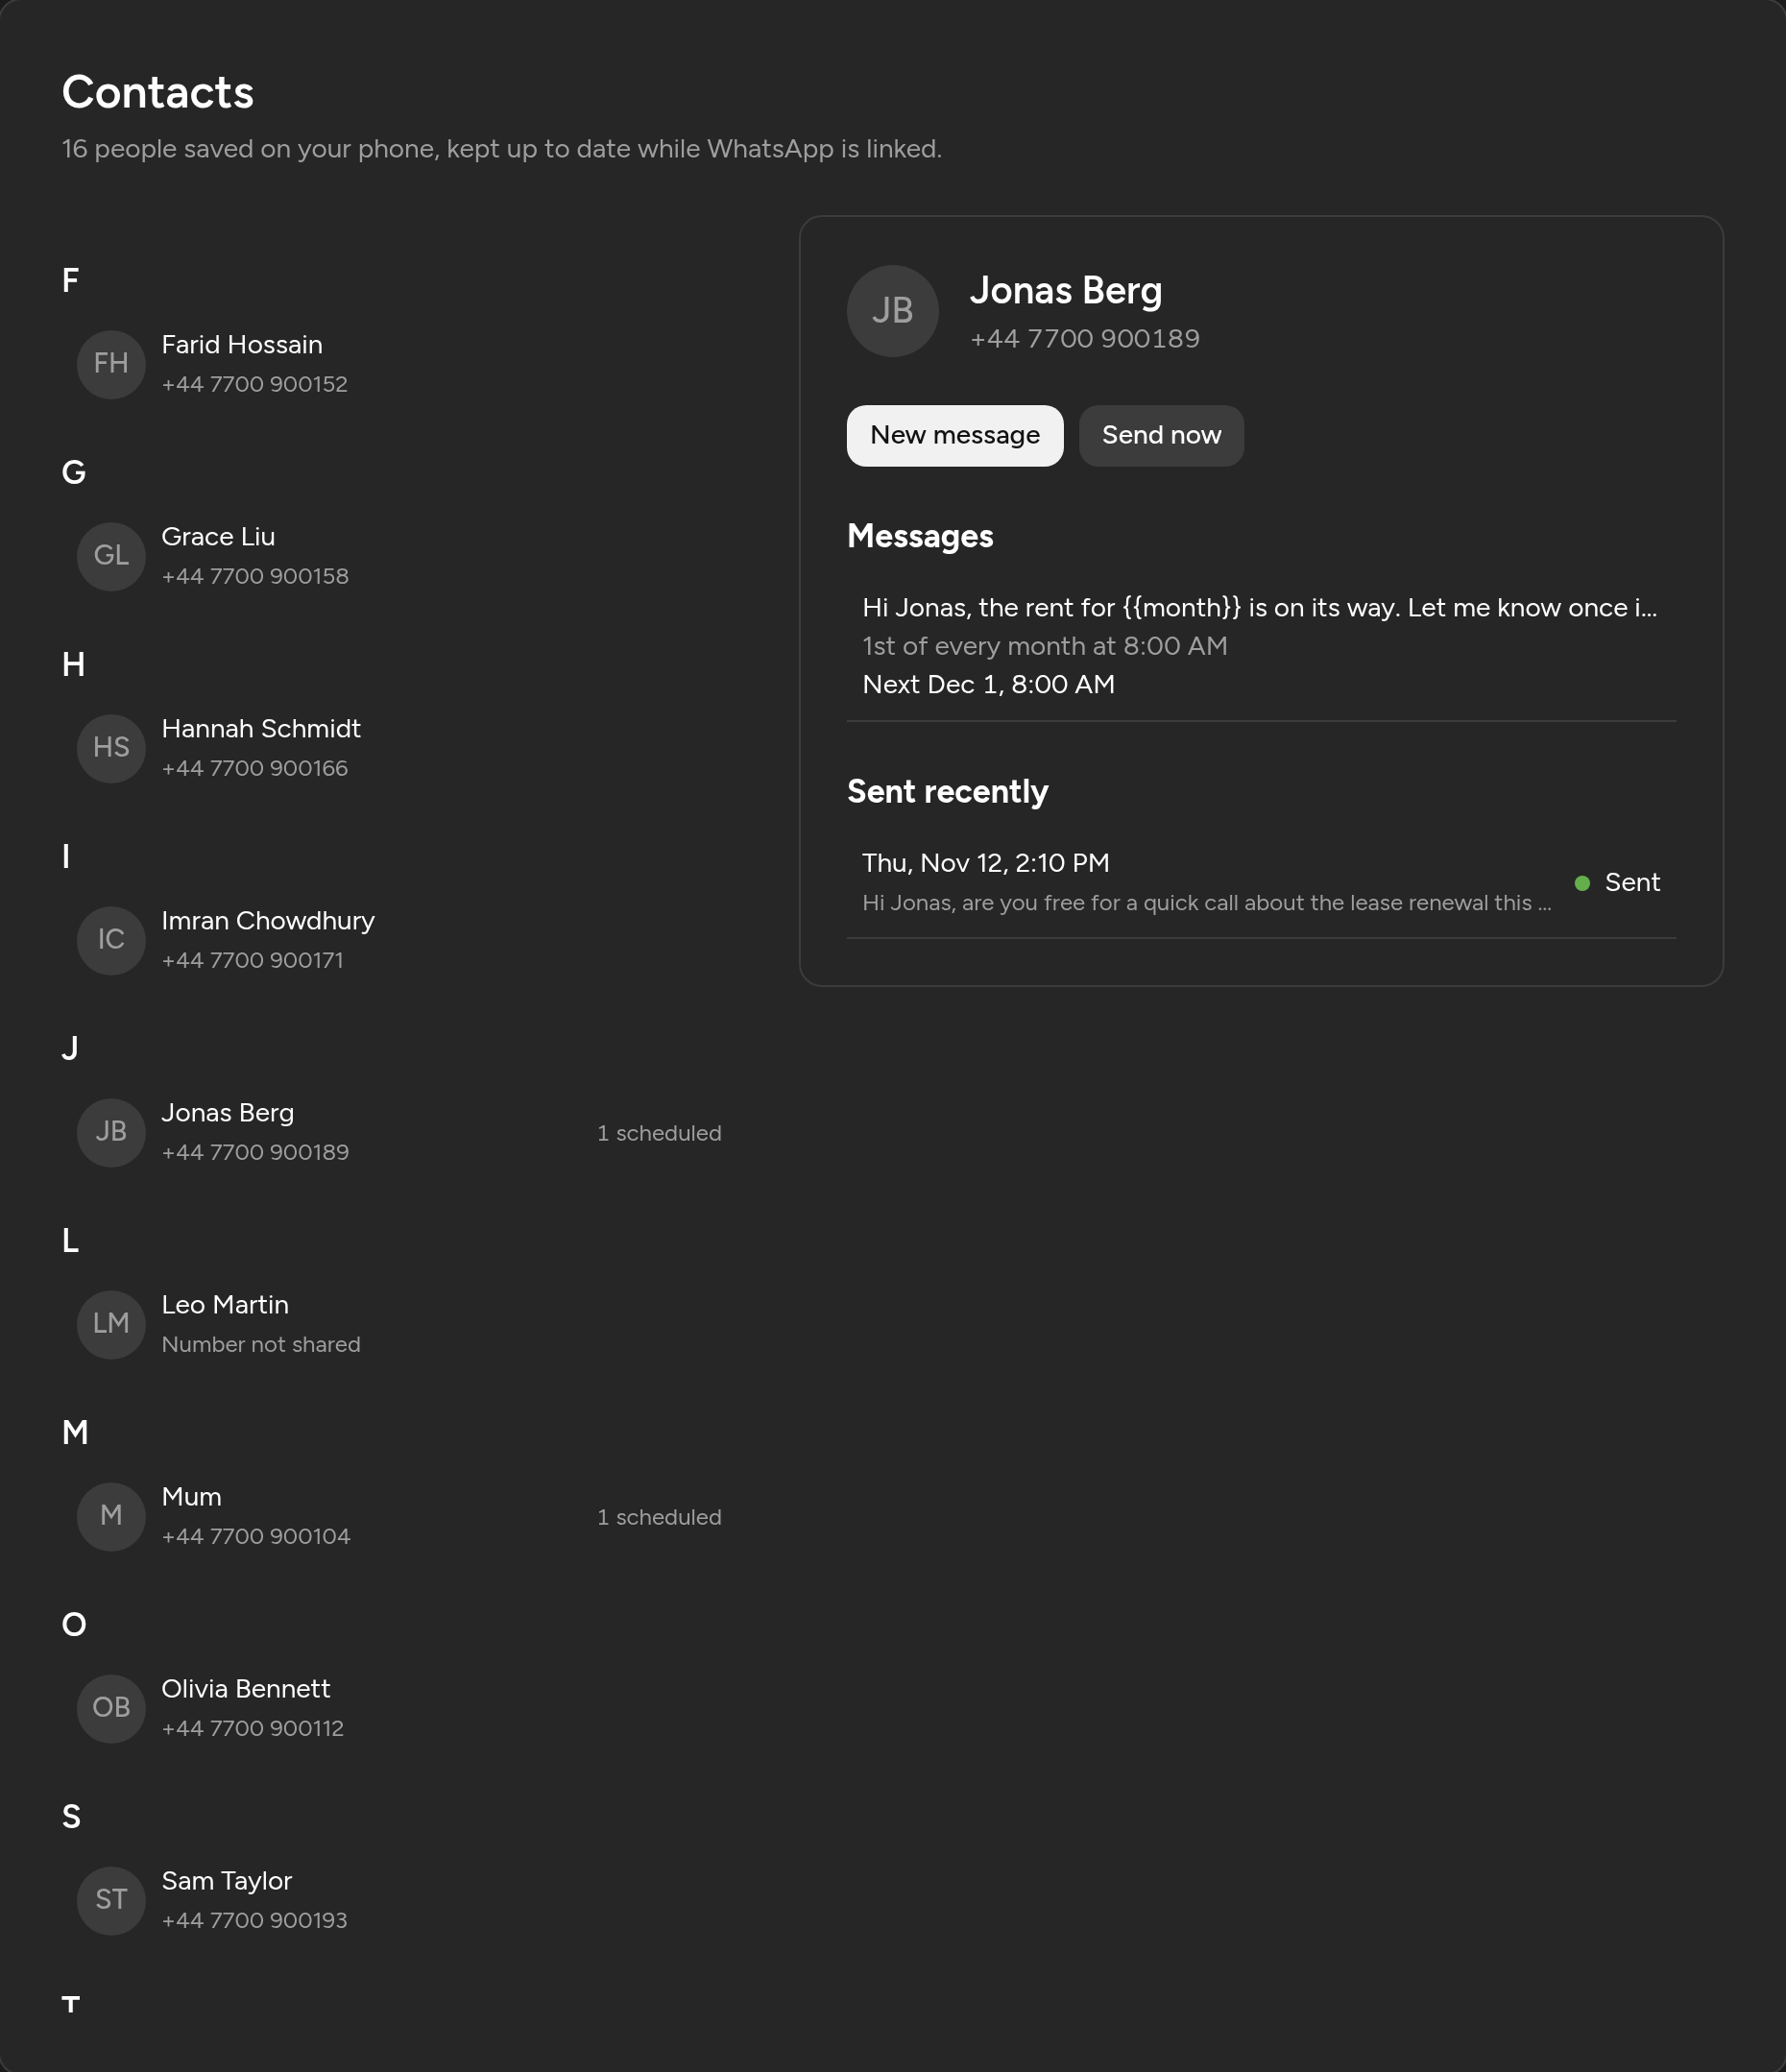 Contacts
16 people saved on your phone, kept up to date while WhatsApp is linked.
F
FH
Farid Hossain
+44 7700 900152
G
GL
Grace Liu
+44 7700 900158
H
HS
Hannah Schmidt
+44 7700 900166
I
IC
Imran Chowdhury
+44 7700 900171
J
JB
Jonas Berg
+44 7700 900189
1 scheduled
L
LM
Leo Martin
Number not shared
M
M
Mum
+44 7700 900104
1 scheduled
O
OB
Olivia Bennett
+44 7700 900112
S
ST
Sam Taylor
+44 7700 900193
T
JB
Jonas Berg
+44 7700 900189
New message
Send now
Messages
Hi Jonas, the rent for {{month}} is on its way. Let me know once i...
1st of every month at 8:00 AM
Next Dec 1, 8:00 AM
Sent recently
Thu, Nov 12, 2:10 PM
Hi Jonas, are you free for a quick call about the lease renewal this ...
Sent